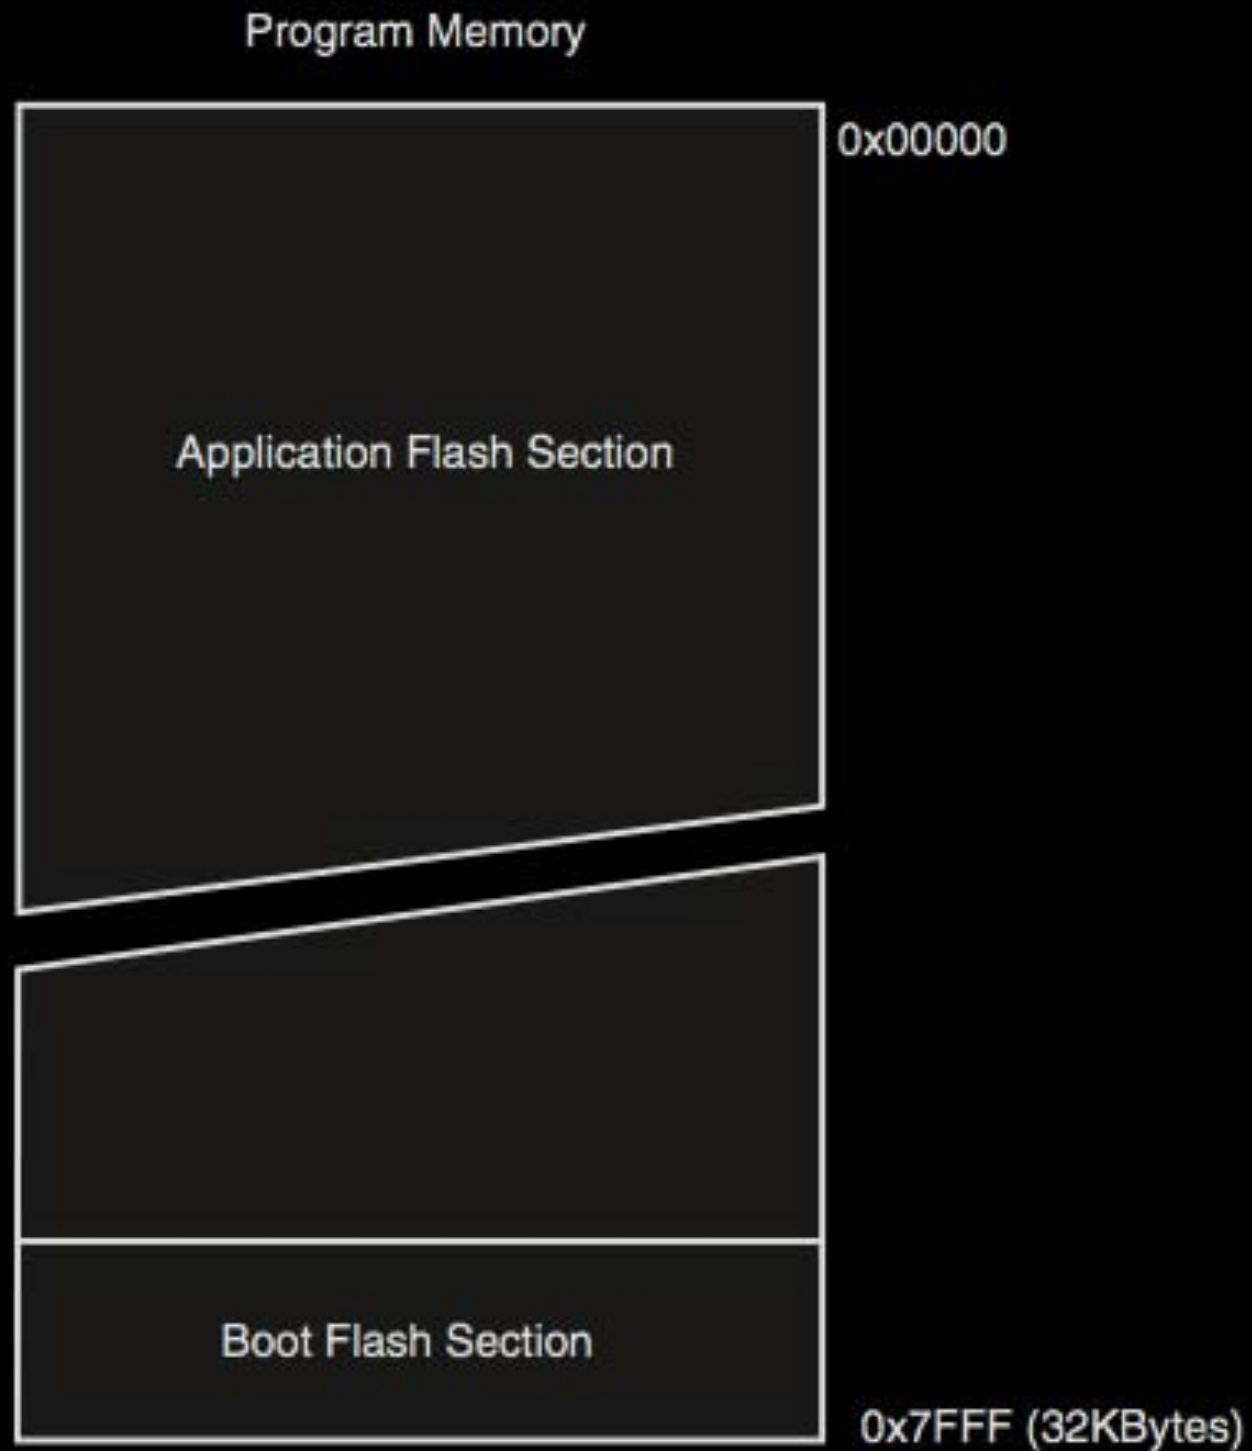 Program Memory
0x00000
Application Flash Section
Boot Flash Section
0x7FFF (32KBytes)